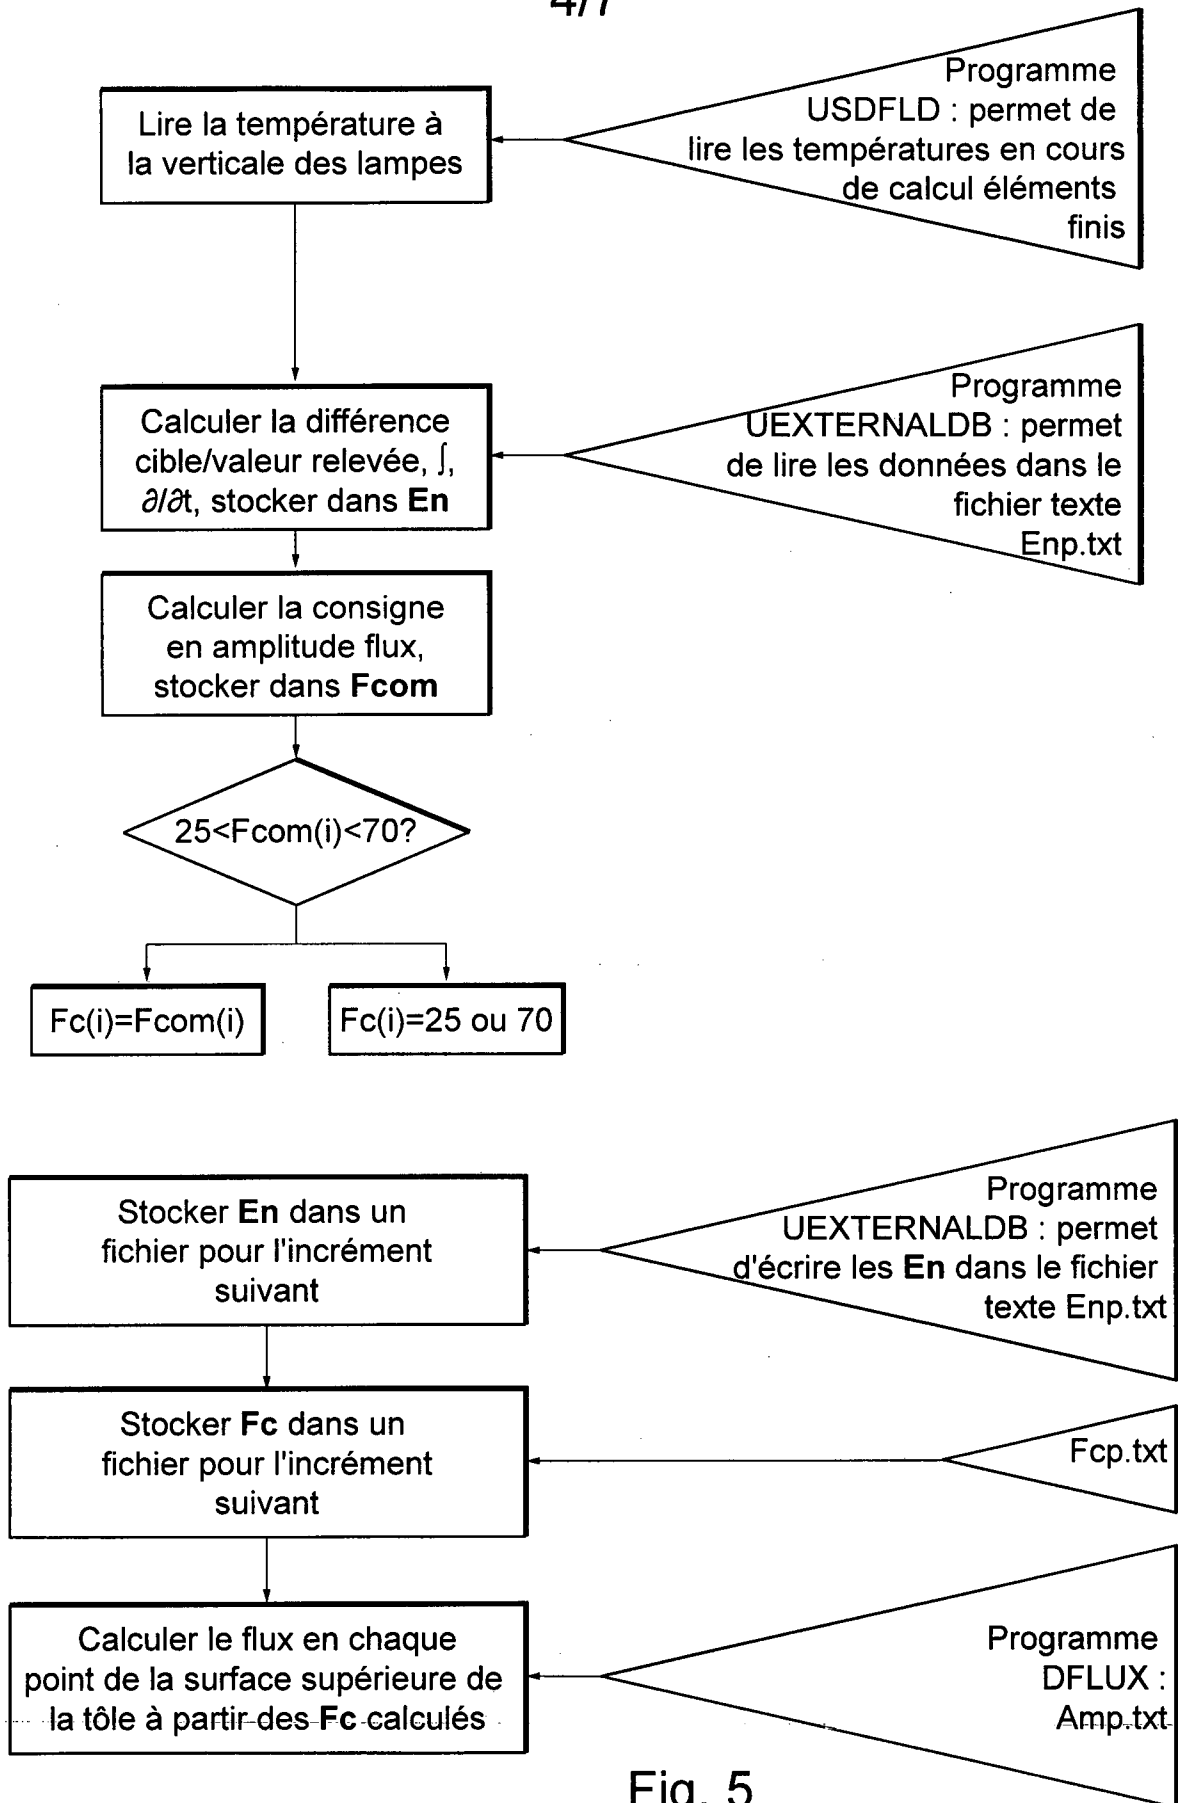 4/7
Lire la température à
la verticale des lampes
Programme
USDFLD : permet de
lire les températures en cours
de calcul éléments
finis
Calculer la différence
cible/valeur relevée, ∫,
∂/∂t, stocker dans En
Programme
UEXTERNALDB : permet
de lire les données dans le
fichier texte
Enp.txt
Calculer la consigne
en amplitude flux,
stocker dans Fcom
25<Fcom(i)<70?
Fc(i)=Fcom(i)
Fc(i)=25 ou 70
Stocker En dans un
fichier pour l'incrément
suivant
Programme
UEXTERNALDB : permet
d'écrire les En dans le fichier
texte Enp.txt
Stocker Fc dans un
fichier pour l'incrément
suivant
Fcp.txt
Calculer le flux en chaque
point de la surface supérieure de
la tôle à partir des Fc calculés
Programme
DFLUX :
Amp.txt
Fig. 5